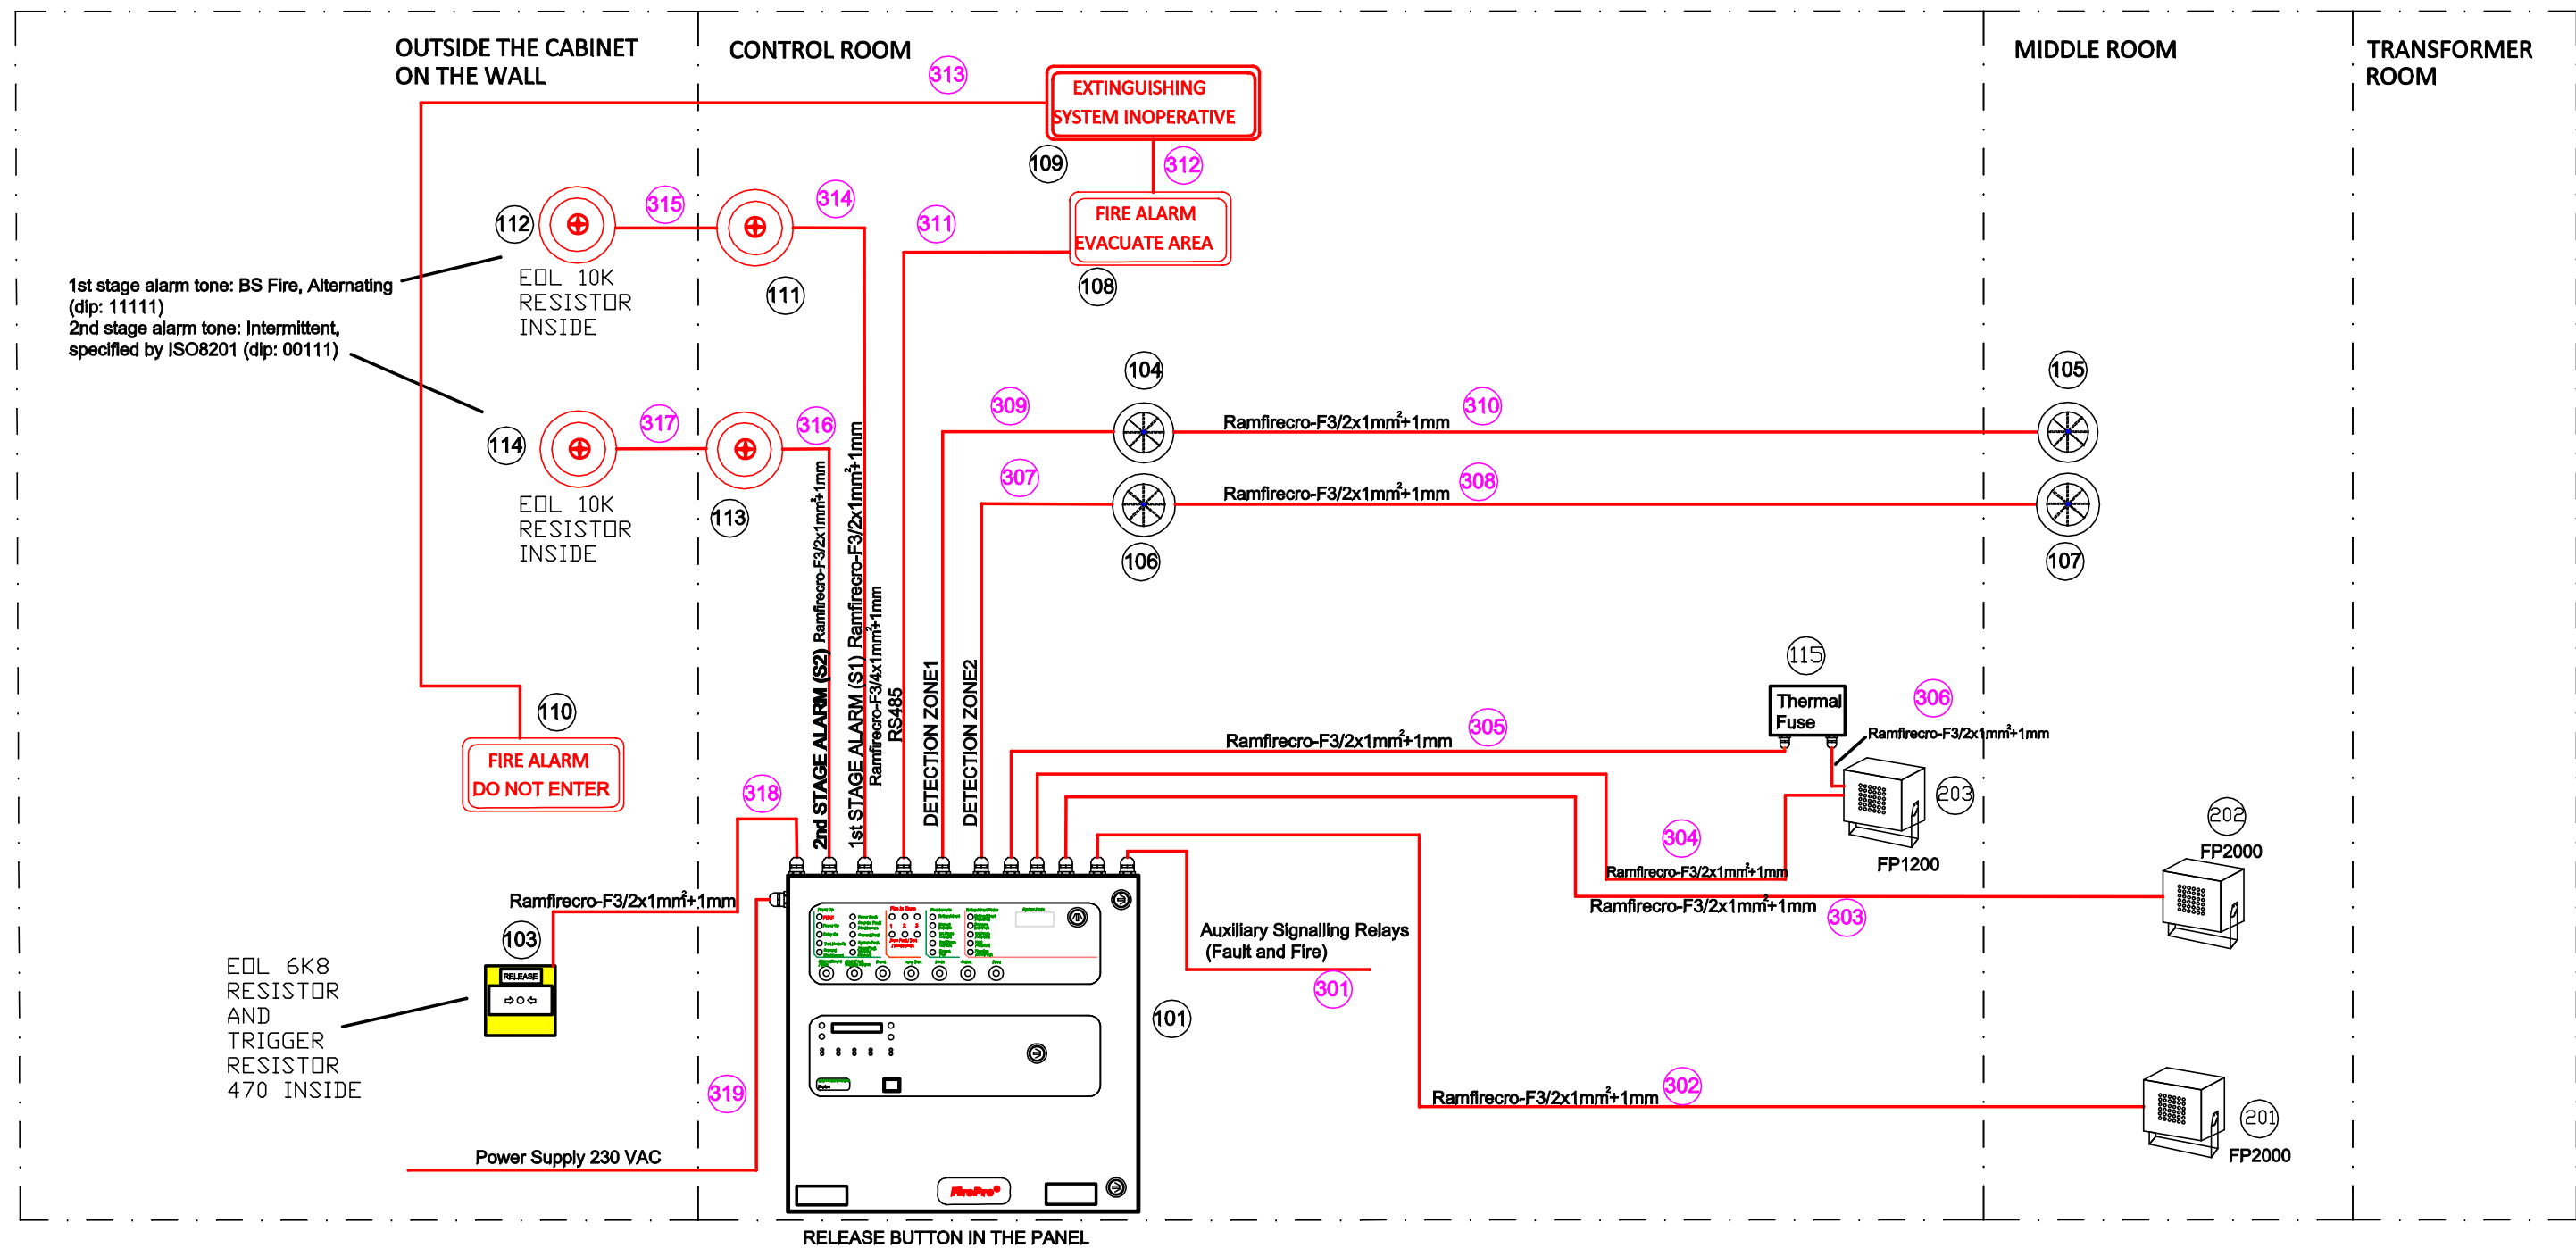 OUTSIDE THE CABINET
ON THE WALL
CONTROL ROOM
MIDDLE ROOM
TRANSFORMER
ROOM
313
EXTINGUISHING
SYSTEM INOPERATIVE
109
312
112
315
314
311
FIRE ALARM
EVACUATE AREA
108
111
EOL 10K
RESISTOR
INSIDE
1st stage alarm tone: BS Fire, Alternating
(dip: 11111)
2nd stage alarm tone: Intermittent,
specified by ISO8201 (dip: 00111)
104
105
309
Ramfirecro-F3/2x1mm²+1mm
310
114
317
316
307
Ramfirecro-F3/2x1mm²+1mm
308
EOL 10K
RESISTOR
INSIDE
113
106
107
2nd STAGE ALARM (S2) Ramfirecro-F3/2x1mm²+1mm
1st STAGE ALARM (S1) Ramfirecro-F3/2x1mm²+1mm
Ramfirecro-F3/4x1mm²+1mm
RS485
DETECTION ZONE1
DETECTION ZONE2
115
Thermal
Fuse
306
Ramfirecro-F3/2x1mm²+1mm
305
Ramfirecro-F3/2x1mm²+1mm
110
FIRE ALARM
DO NOT ENTER
318
203
FP1200
202
FP2000
304
Ramfirecro-F3/2x1mm²+1mm
Ramfirecro-F3/2x1mm²+1mm
303
Ramfirecro-F3/2x1mm²+1mm
103
RELEASE
EOL 6K8
RESISTOR
AND
TRIGGER
RESISTOR
470 INSIDE
Fire in Zone
1 2 3
Auxiliary Signalling Relays
(Fault and Fire)
301
101
319
Ramfirecro-F3/2x1mm²+1mm
302
201
FP2000
Power Supply 230 VAC
FirePro®
RELEASE BUTTON IN THE PANEL